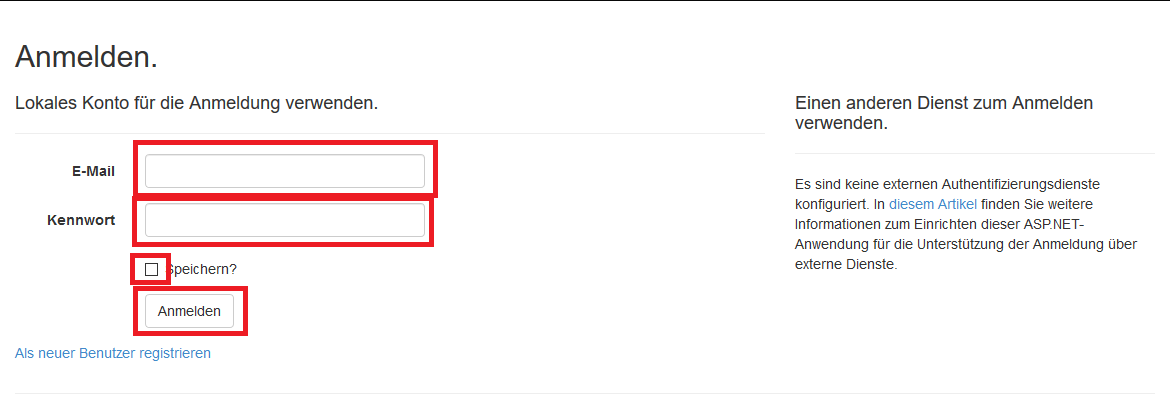 Anmelden.
Lokales Konto für die Anmeldung verwenden.
E-Mail
Kennwort
Speichern?
Anmelden
Als neuer Benutzer registrieren
Einen anderen Dienst zum Anmelden
verwenden.
Es sind keine externen Authentifizierungsdienste
konfiguriert. In diesem Artikel finden Sie weitere
Informationen zum Einrichten dieser ASP.NET-
Anwendung für die Unterstützung der Anmeldung über
externe Dienste.